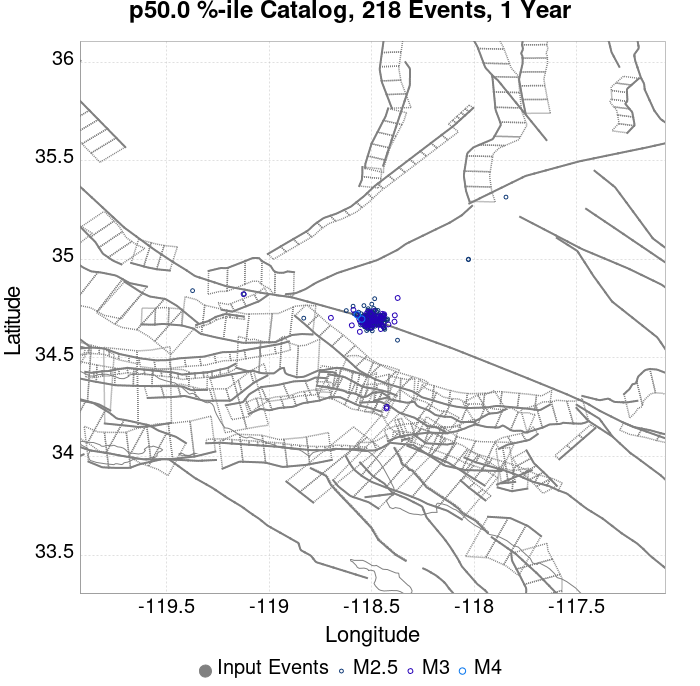 p50.0 %-ile Catalog, 218 Events, 1 Year
36
35.5
35
34.5
34
33.5
Latitude
-119.5 -119 -118.5 -118 -117.5
Longitude
Input Events M2.5 M3 M4